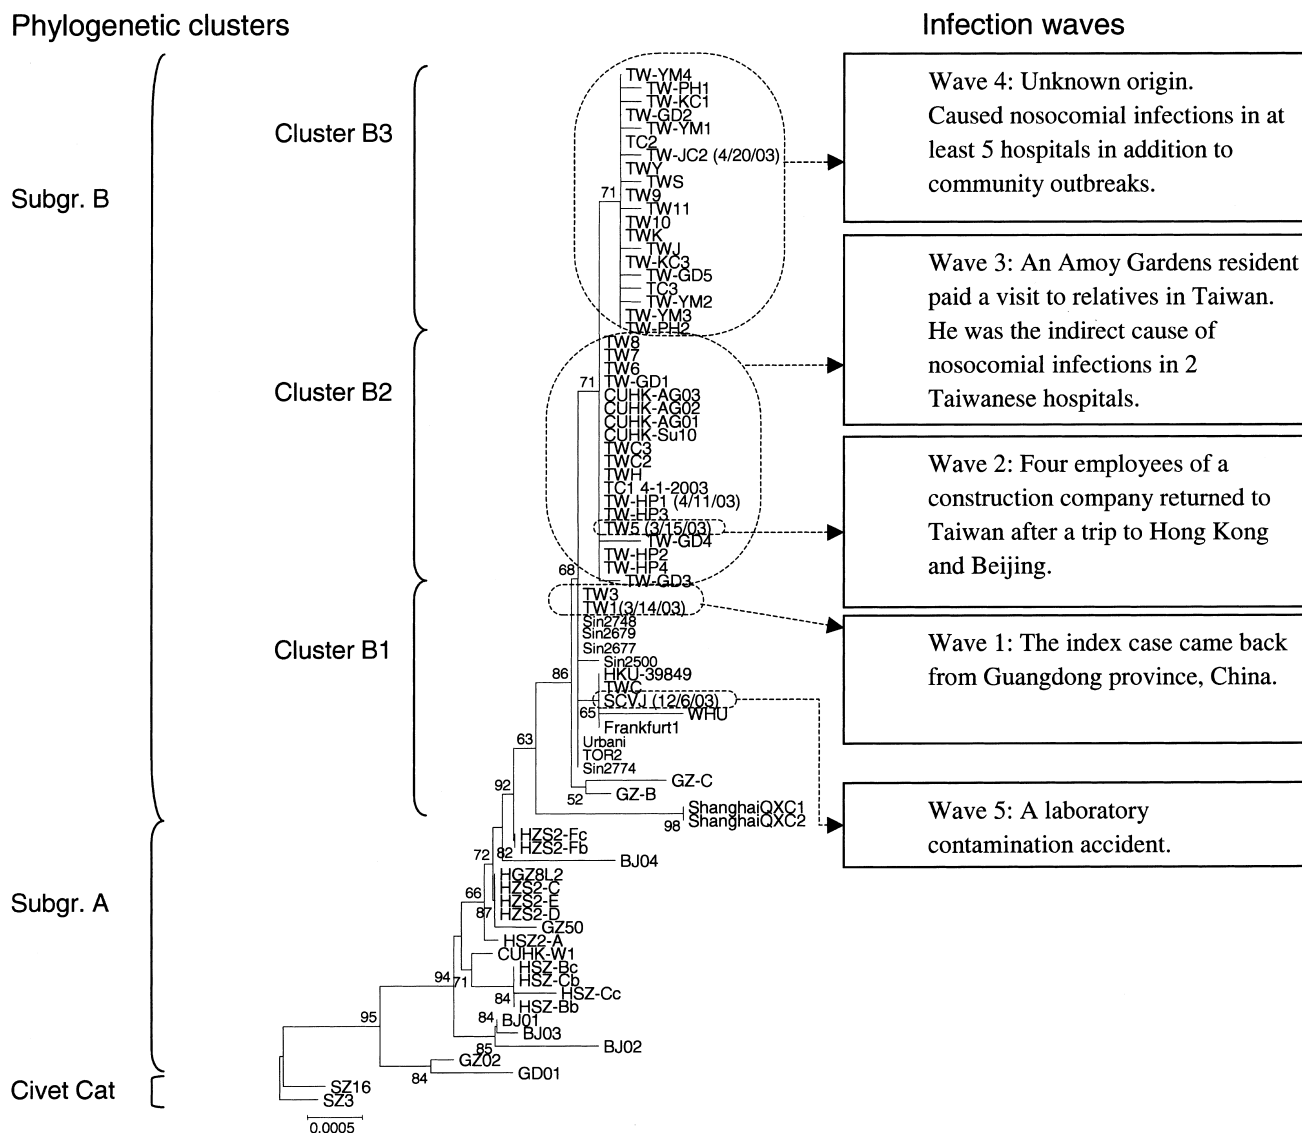 Phylogenetic clusters
Infection waves
Subgr. B
Subgr. A
Civet Cat
Cluster B3
Cluster B2
Cluster B1
TW-YM4
TW-PH1
TW-KC1
TW-GD2
TW-YM1
TC2
TW-JC2 (4/20/03)
TWY
TWS
TW9
TW11
TW10
TWK
TWJ
TW-KC3
TW-GD5
TC3
TW-YM2
TW-YM3
TW-PH2
TW8
TW7
TW6
TW-GD1
CUHK-AG03
CUHK-AG02
CUHK-AG01
CUHK-Su10
TWC3
TWC2
TWH
TC1 4-1-2003
TW-HP1 (4/11/03)
TW-HP3
TW5 (3/15/03)
TW-GD4
TW-HP2
TW-HP4
TW-GD3
TW3
TW1(3/14/03)
Sin2748
Sin2679
Sin2677
Sin2500
HKU-39849
TWC
SCVJ (12/6/03)
WHU
Frankfurt1
Urbani
TOR2
Sin2774
GZ-C
GZ-B
ShanghaiQXC1
ShanghaiQXC2
HZS2-Fc
HZS2-Fb
BJ04
HGZ8L2
HZS2-C
HZS2-E
HZS2-D
GZ50
HSZ2-A
CUHK-W1
HSZ-Bc
HSZ-Cb
HSZ-Cc
HSZ-Bb
BJ01
BJ03
BJ02
GZ02
GD01
SZ16
SZ3
71
71
68
86
65
63
92
52
98
82
72
66
87
94
71
84
84
85
95
84
0.0005
Wave 4: Unknown origin.
Caused nosocomial infections in at
least 5 hospitals in addition to
community outbreaks.
Wave 3: An Amoy Gardens resident
paid a visit to relatives in Taiwan.
He was the indirect cause of
nosocomial infections in 2
Taiwanese hospitals.
Wave 2: Four employees of a
construction company returned to
Taiwan after a trip to Hong Kong
and Beijing.
Wave 1: The index case came back
from Guangdong province, China.
Wave 5: A laboratory
contamination accident.